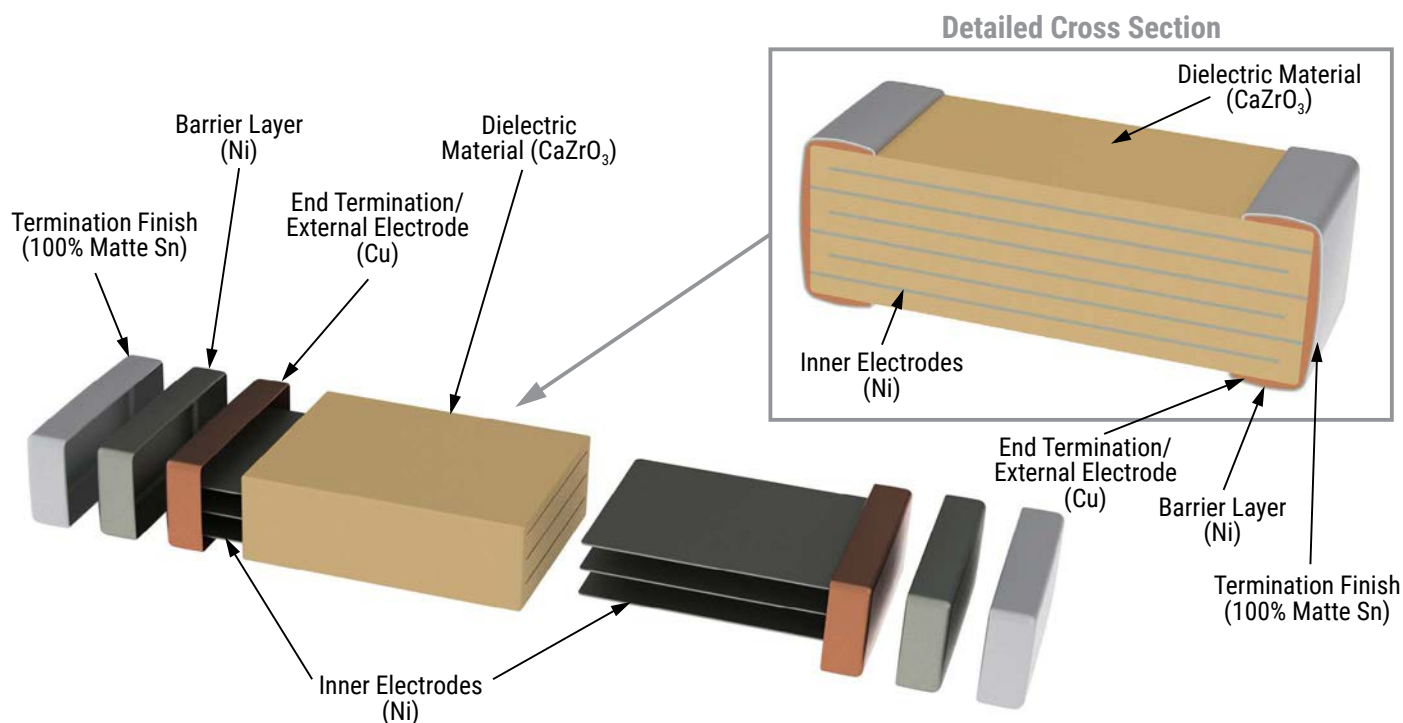 Detailed Cross Section
Dielectric Material
(CaZrO₃)
Barrier Layer
(Ni)
Dielectric
Material (CaZrO₃)
End Termination/
External Electrode
(Cu)
Termination Finish
(100% Matte Sn)
Inner Electrodes
(Ni)
End Termination/
External Electrode
(Cu)
Barrier Layer
(Ni)
Termination Finish
(100% Matte Sn)
Inner Electrodes
(Ni)